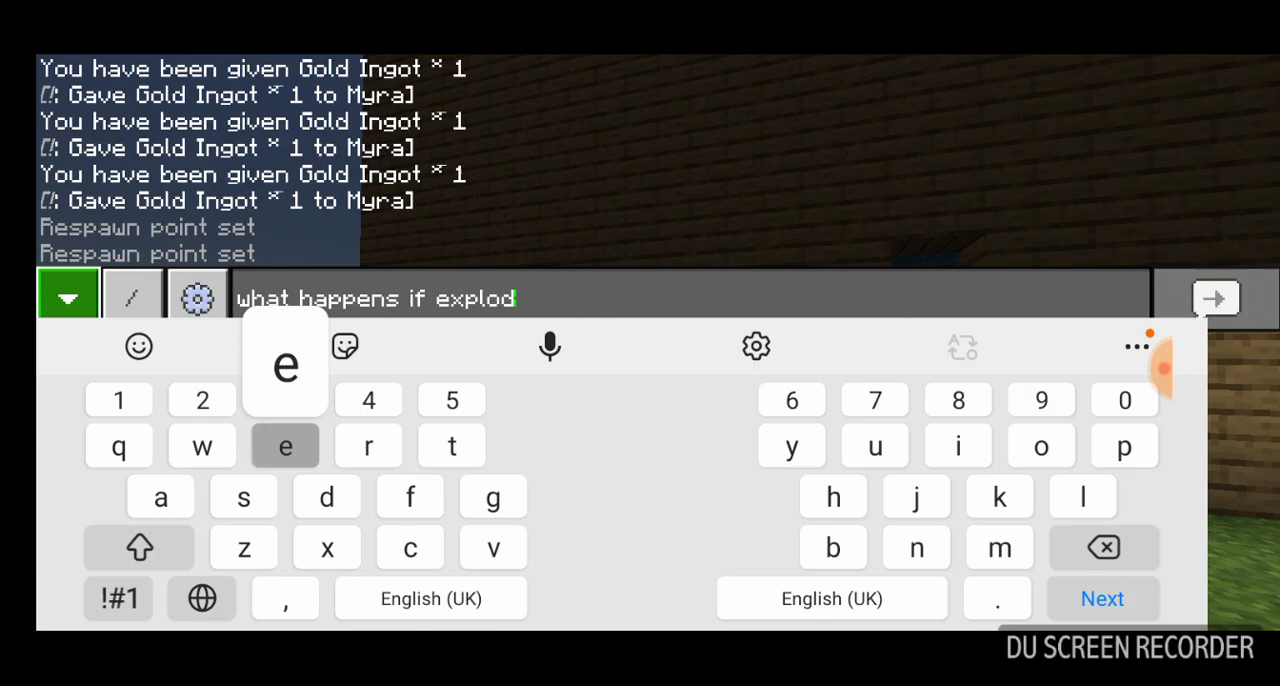 You have been given Gold Ingot * 1
[!: Gave Gold Ingot * 1 to Myra]
You have been given Gold Ingot * 1
[!: Gave Gold Ingot * 1 to Myra]
You have been given Gold Ingot * 1
[!: Gave Gold Ingot * 1 to Myra]
Respawn point set
Respawn point set
/ what happens if explod
e
1 2 4 5 6 7 8 9 0
q w e r t y u i o p
a s d f g h j k l
z x c v b n m
!#1 , English (UK) English (UK) . Next
DU SCREEN RECORDER